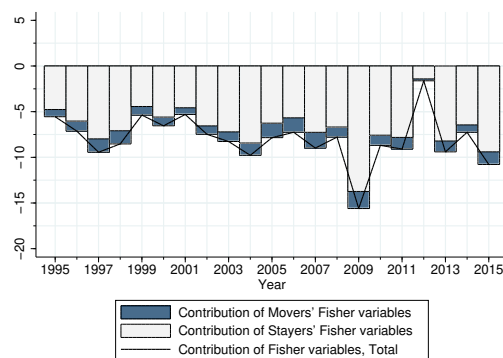 5
0
−5
−10
−15
−20
1995 1997 1999 2001 2003 2005 2007 2009 2011 2013 2015
Year
Contribution of Movers' Fisher variables
Contribution of Stayers' Fisher variables
Contribution of Fisher variables, Total